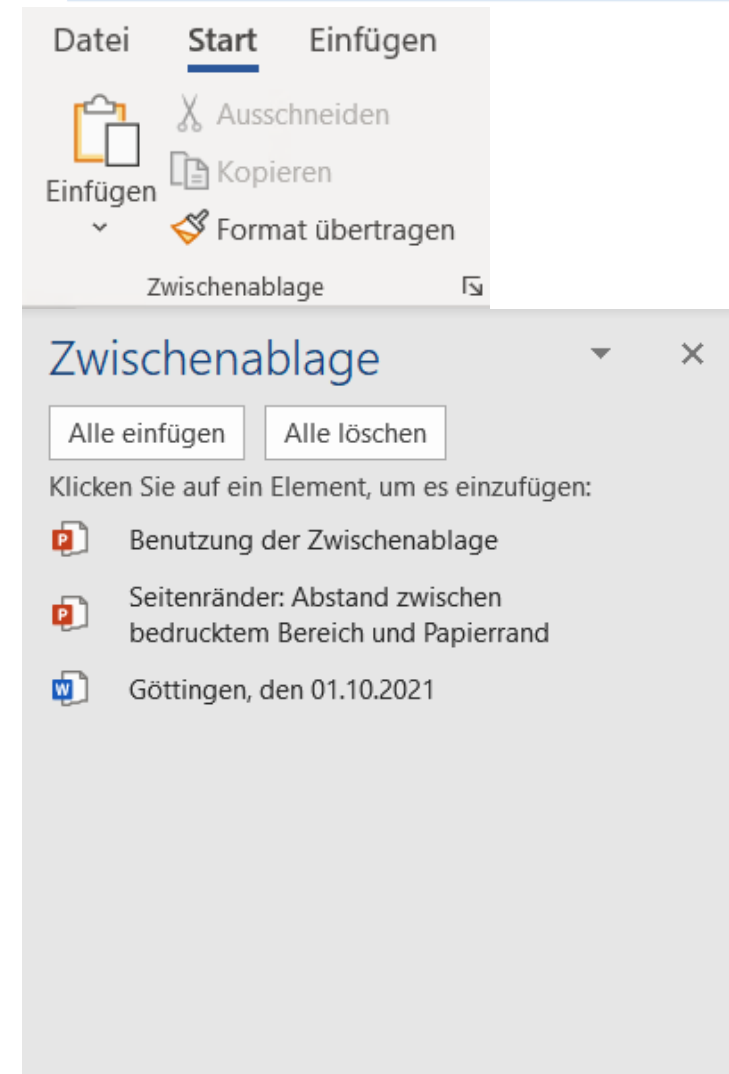 Datei Start Einfügen
Ausschneiden
Kopieren
Einfügen
Format übertragen
Zwischenablage
Zwischenablage
Alle einfügen Alle löschen
Klicken Sie auf ein Element, um es einzufügen:
P Benutzung der Zwischenablage
P Seitenränder: Abstand zwischen
bedrucktem Bereich und Papierrand
W Göttingen, den 01.10.2021